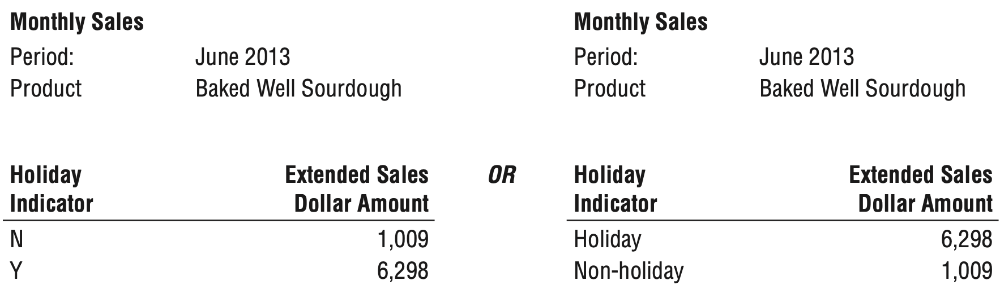 Monthly Sales
Period: June 2013
Product Baked Well Sourdough
Holiday Indicator Extended Sales Dollar Amount
N 1,009
Y 6,298
OR
Monthly Sales
Period: June 2013
Product Baked Well Sourdough
Holiday Indicator Extended Sales Dollar Amount
Holiday 6,298
Non-holiday 1,009